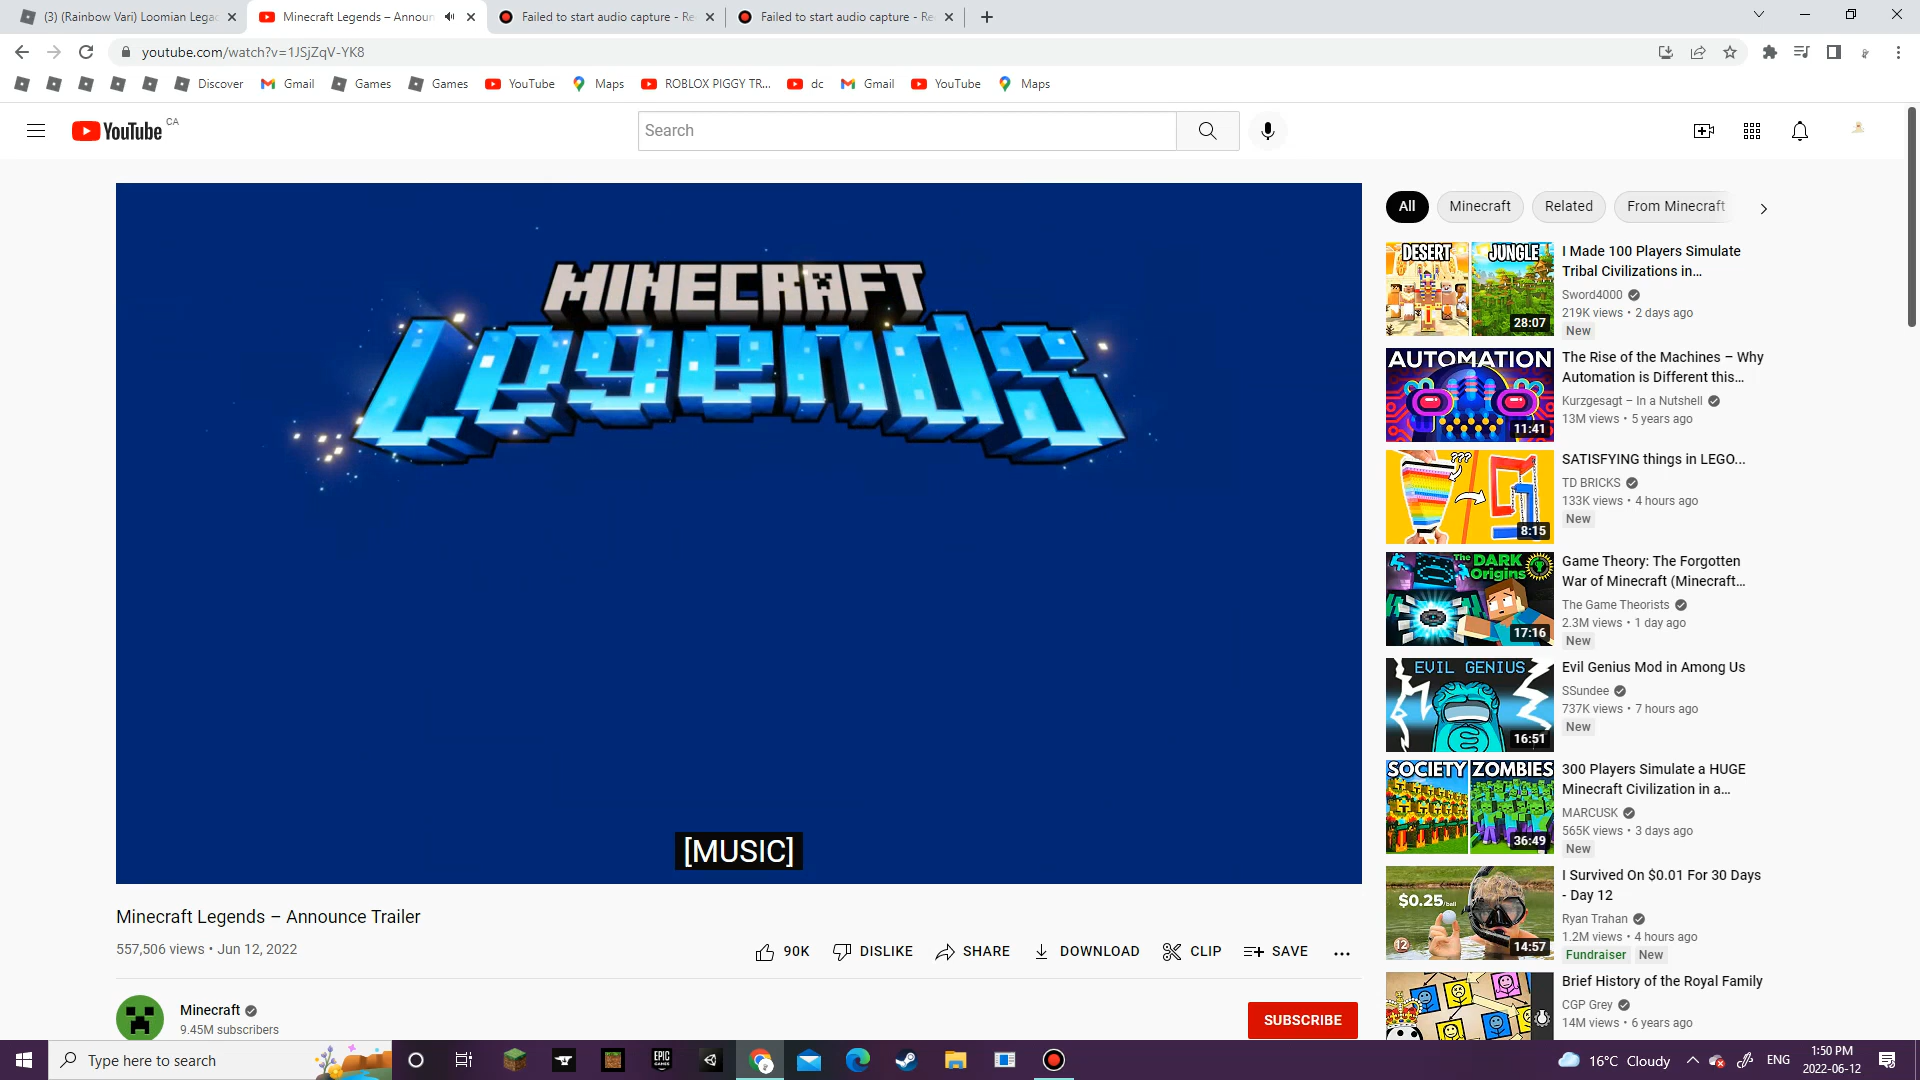 (3) (Rainbow Vari) Loomian Legac
Minecraft Legends – Announ
Failed to start audio capture - Re
Failed to start audio capture - Re
youtube.com/watch?v=1JSjZqV-YK8
Discover
Gmail
Games
Games
YouTube
Maps
ROBLOX PIGGY TR...
dc
Gmail
YouTube
Maps
YouTube CA
Search
MINECRAFT
Legends
[MUSIC]
Minecraft Legends – Announce Trailer
557,506 views • Jun 12, 2022
90K
DISLIKE
SHARE
DOWNLOAD
CLIP
SAVE
Minecraft
9.45M subscribers
SUBSCRIBE
All
Minecraft
Related
From Minecraft
DESERT
JUNGLE
28:07
I Made 100 Players Simulate
Tribal Civilizations in...
Sword4000
219K views • 2 days ago
New
AUTOMATION
11:41
The Rise of the Machines – Why
Automation is Different this...
Kurzgesagt – In a Nutshell
13M views • 5 years ago
???
8:15
SATISFYING things in LEGO...
TD BRICKS
133K views • 4 hours ago
New
The DARK
Origins
17:16
Game Theory: The Forgotten
War of Minecraft (Minecraft...
The Game Theorists
2.3M views • 1 day ago
New
EVIL GENIUS
16:51
Evil Genius Mod in Among Us
SSundee
737K views • 7 hours ago
New
SOCIETY
ZOMBIES
36:49
300 Players Simulate a HUGE
Minecraft Civilization in a...
MARCUSK
565K views • 3 days ago
New
$0.25/ball
12
14:57
I Survived On $0.01 For 30 Days
- Day 12
Ryan Trahan
1.2M views • 4 hours ago
Fundraiser
New
Brief History of the Royal Family
CGP Grey
14M views • 6 years ago
Type here to search
EPIC
GAMES
16°C Cloudy
ENG
1:50 PM
2022-06-12